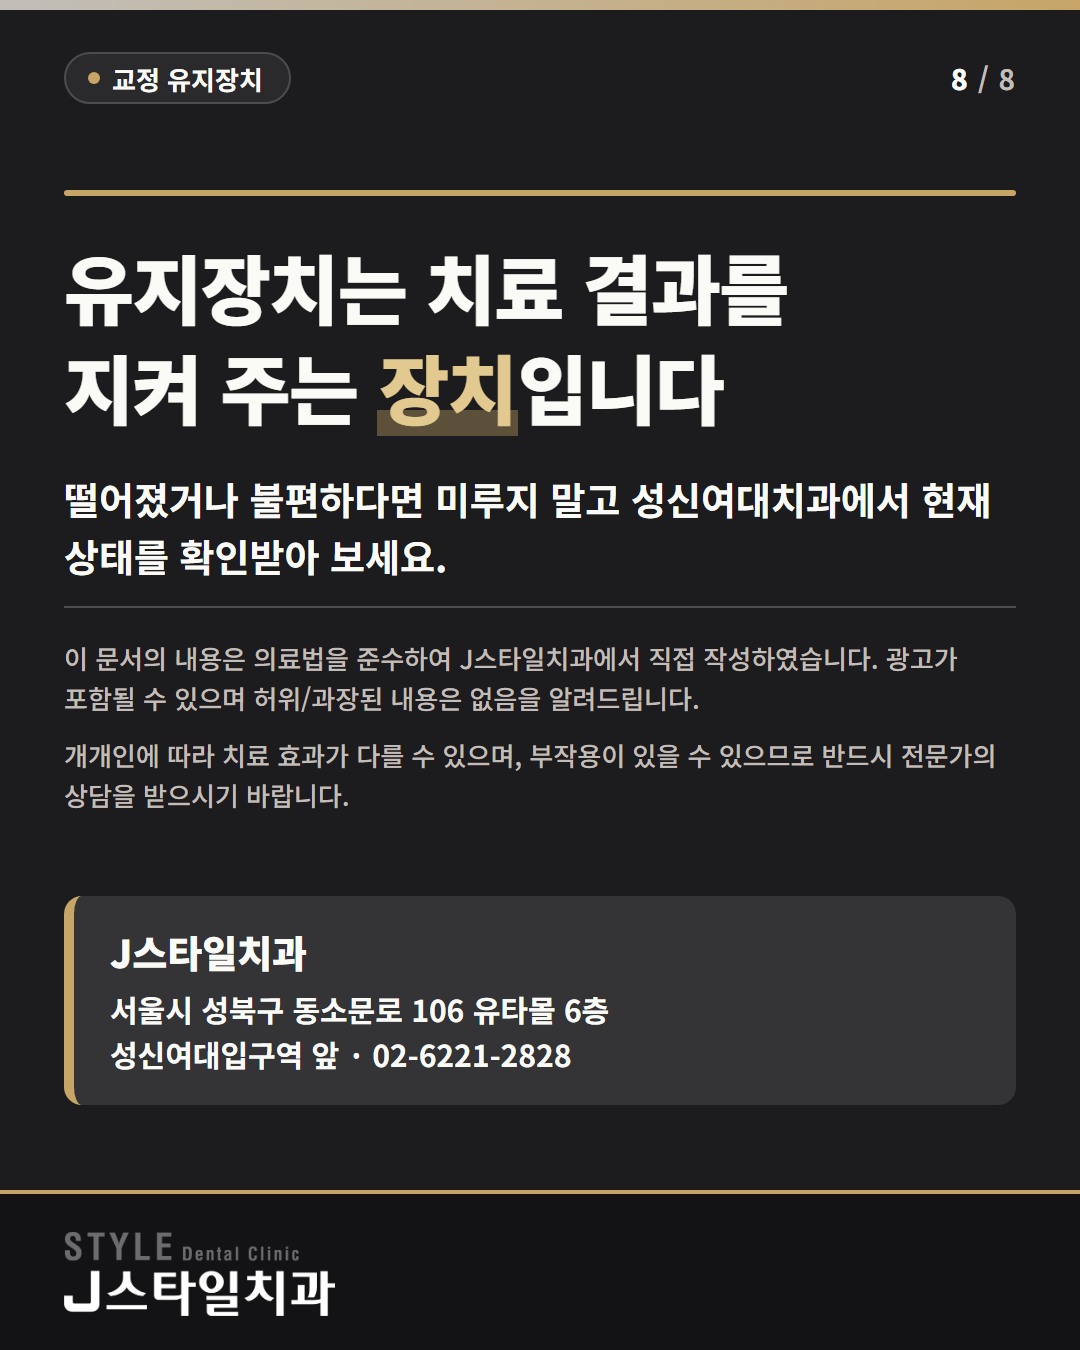 교정 유지장치
8 / 8
유지장치는 치료 결과를
지켜 주는 장치입니다
떨어졌거나 불편하다면 미루지 말고 성신여대치과에서 현재
상태를 확인받아 보세요.
이 문서의 내용은 의료법을 준수하여 J스타일치과에서 직접 작성하였습니다. 광고가
포함될 수 있으며 허위/과장된 내용은 없음을 알려드립니다.
개개인에 따라 치료 효과가 다를 수 있으며, 부작용이 있을 수 있으므로 반드시 전문가의
상담을 받으시기 바랍니다.
J스타일치과
서울시 성북구 동소문로 106 유타몰 6층
성신여대입구역 앞 · 02-6221-2828
STYLE Dental Clinic
J스타일치과